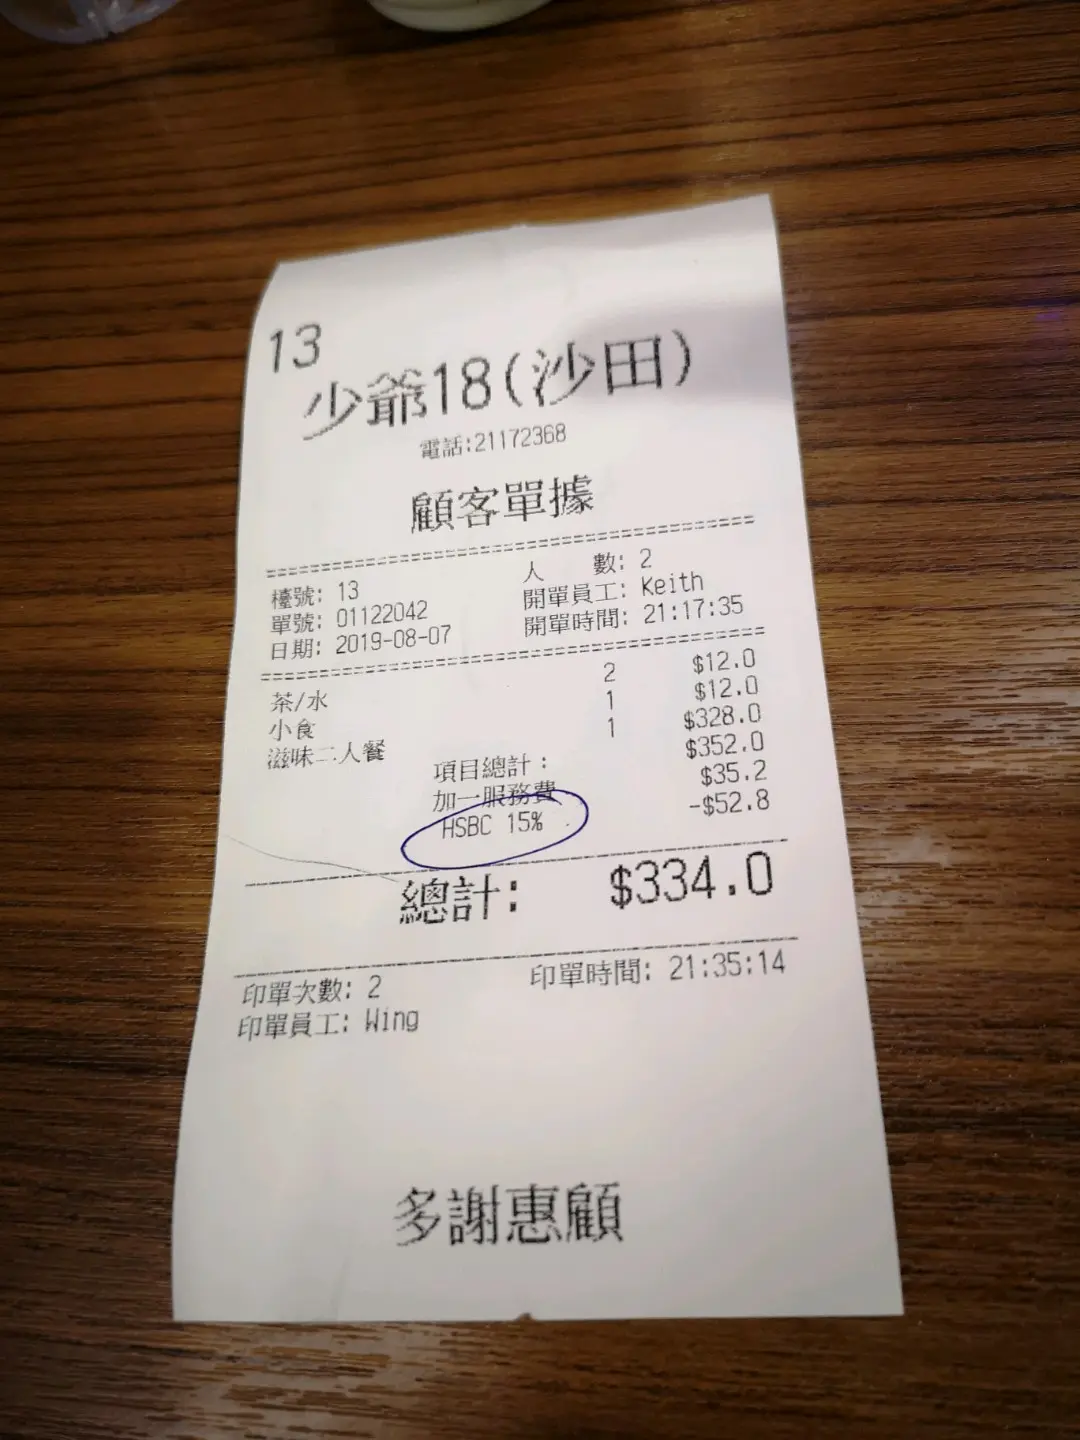 13
少爺18(沙田)
電話:21172368
顧客單據
檯號: 13 人 數: 2
單號: 01122042 開單員工: Keith
日期: 2019-08-07 開單時間: 21:17:35
茶/水 2 $12.0
小食 1 $12.0
滋味二人餐 1 $328.0
項目總計: $352.0
加一服務費 $35.2
HSBC 15% -$52.8
總計: $334.0
印單次數: 2 印單時間: 21:35:14
印單員工: Wing
多謝惠顧